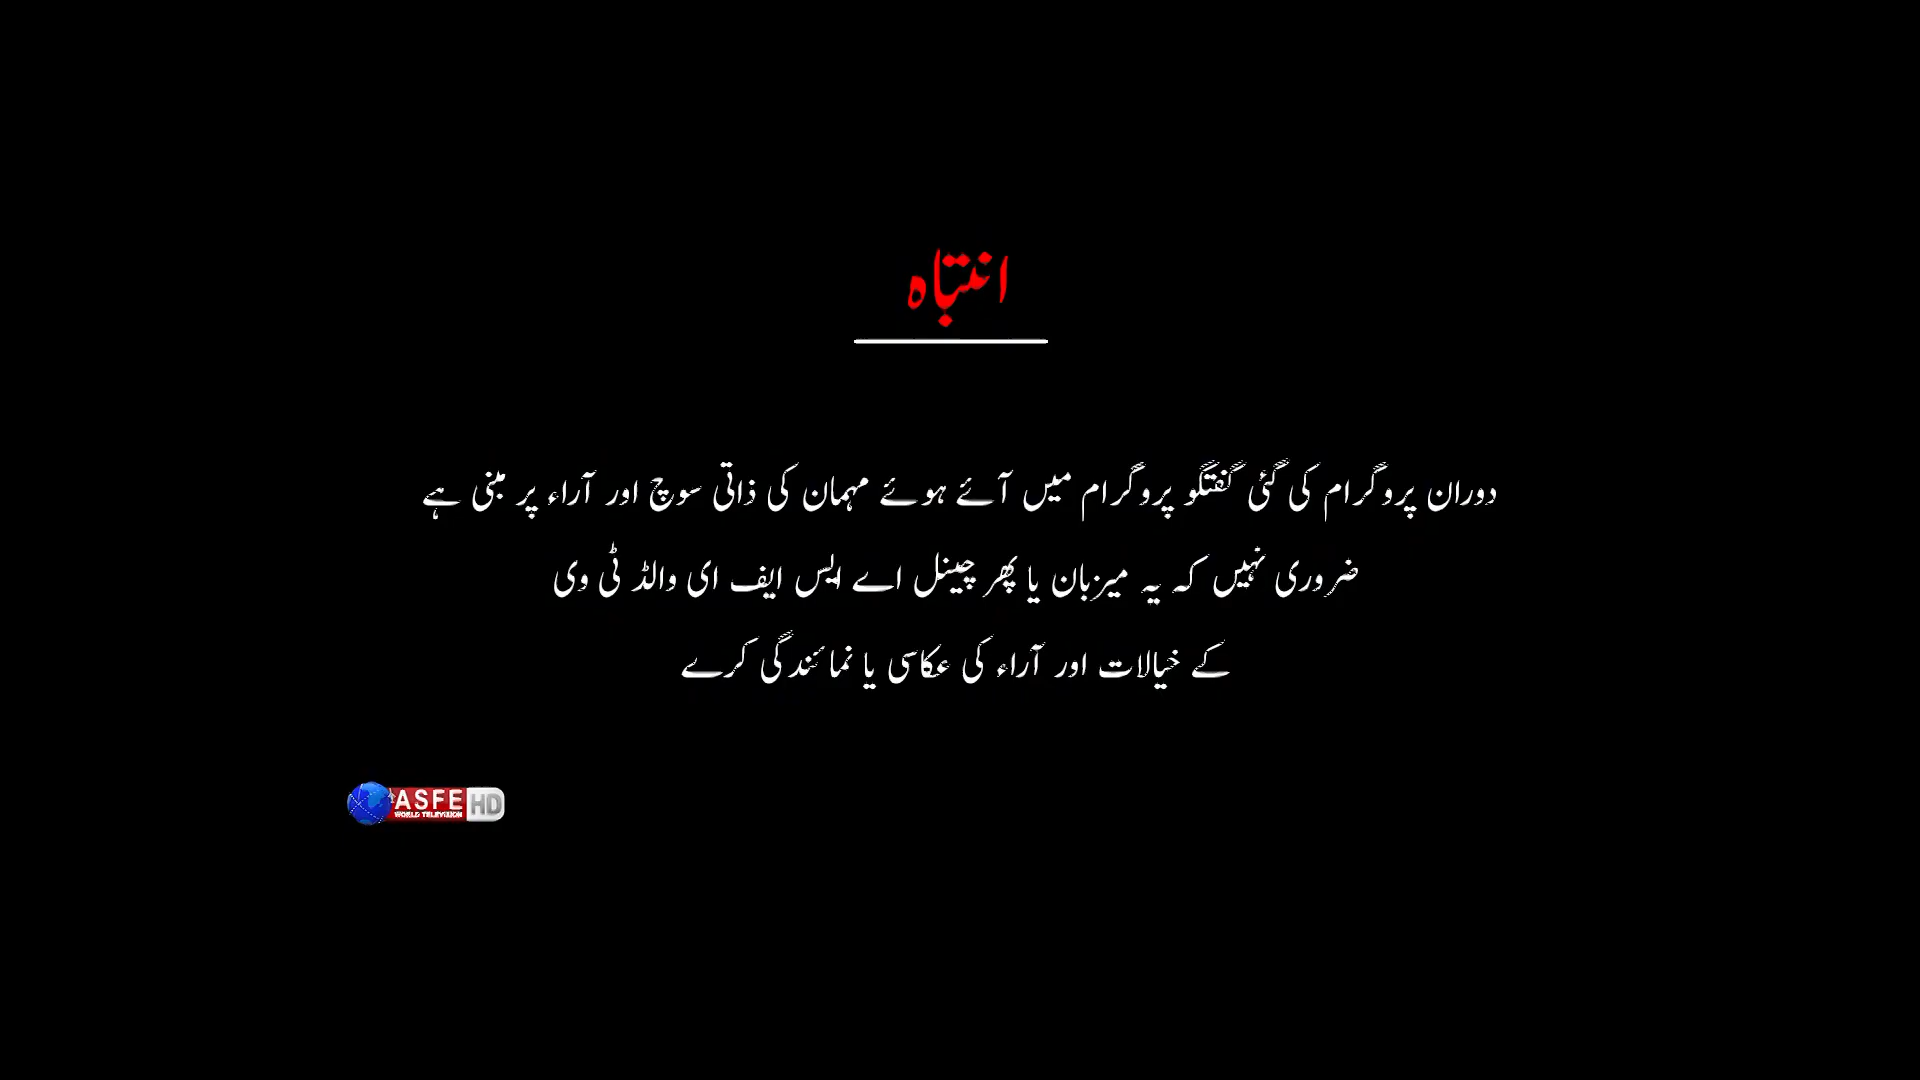 انتباہ
دوران پروگرام کی گئی گفتگو پروگرام میں آئے ہوئے مہمان کی ذاتی سوچ اور آراء پر مبنی ہے
ضروری نہیں کہ یہ میزبان یا پھر چینل اے ایس ایف ای والڈ ٹی وی
کے خیالات اور آراء کی عکاسی یا نمائندگی کرے
ASFE HD
WORLD TELEVISION